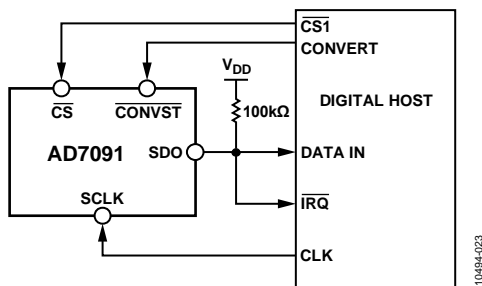 CS1
CONVERT
VDD
DIGITAL HOST
100kΩ
CS
CONVST
AD7091
SDO
DATA IN
SCLK
IRQ
CLK
10494-023